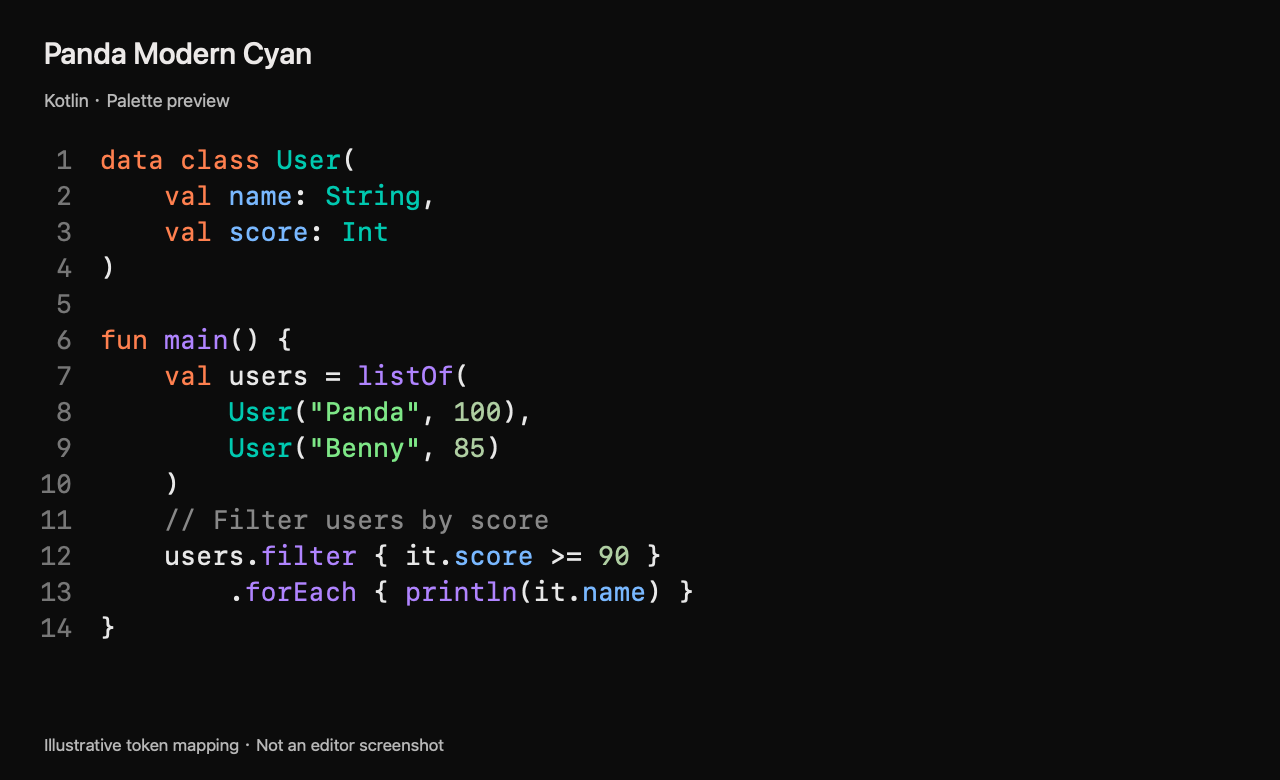 Panda Modern Cyan
Kotlin · Palette preview
1 data class User(
2     val name: String,
3     val score: Int
4 )
5
6 fun main() {
7     val users = listOf(
8         User("Panda", 100),
9         User("Benny", 85)
10     )
11     // Filter users by score
12     users.filter { it.score >= 90 }
13         .forEach { println(it.name) }
14 }
Illustrative token mapping · Not an editor screenshot